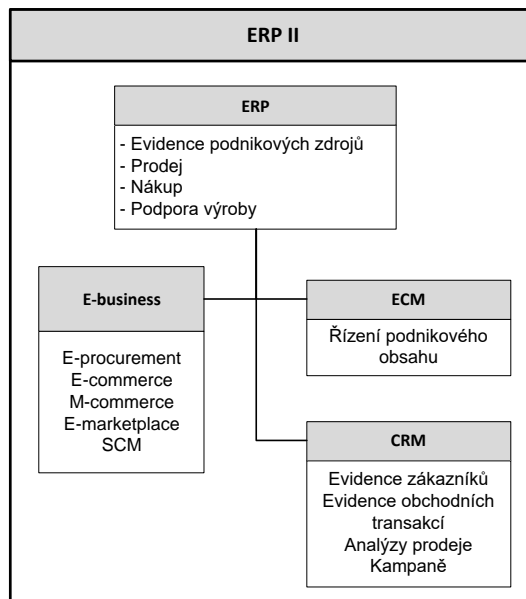 ERP II
ERP
- Evidence podnikových zdrojů
- Prodej
- Nákup
- Podpora výroby
E-business
E-procurement
E-commerce
M-commerce
E-marketplace
SCM
ECM
Řízení podnikového
obsahu
CRM
Evidence zákazníků
Evidence obchodních
transakcí
Analýzy prodeje
Kampaně